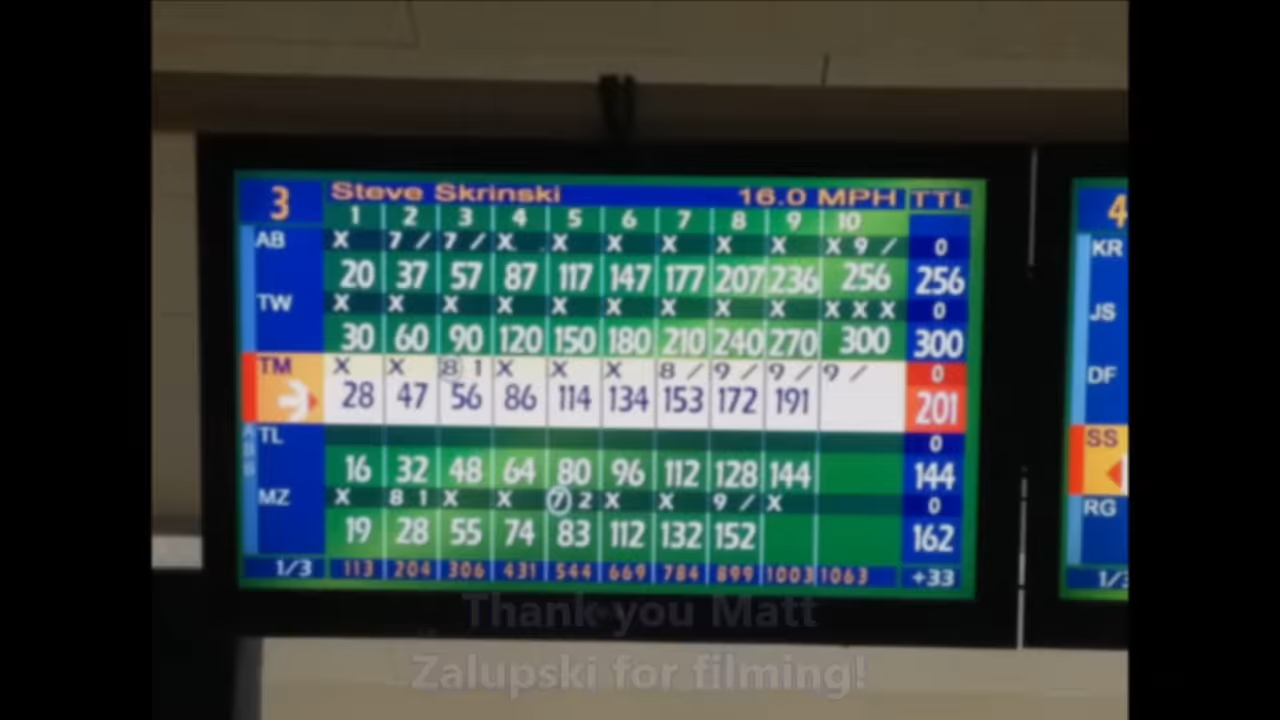 3 Steve Skrinski 16.0 MPH TTL
1 2 3 4 5 6 7 8 9 10
AB X 7 / 7 / X X X X X X X 9 / 0
20 37 57 87 117 147 177 207 236 256 256
TW X X X X X X X X X X X X 0
30 60 90 120 150 180 210 240 270 300 300
TM X X 8 1 X X X 8 / 9 / 9 / 9 / 0
28 47 56 86 114 134 153 172 191 201
ABS TL 0
16 32 48 64 80 96 112 128 144 144
MZ X 8 1 X X 7 2 X X 9 / X 0
19 28 55 74 83 112 132 152 162
1/3 113 204 306 431 544 669 784 899 1003 1063 +33
4
KR
JS
DF
SS
RG
Thank you Matt
Zalupski for filming!